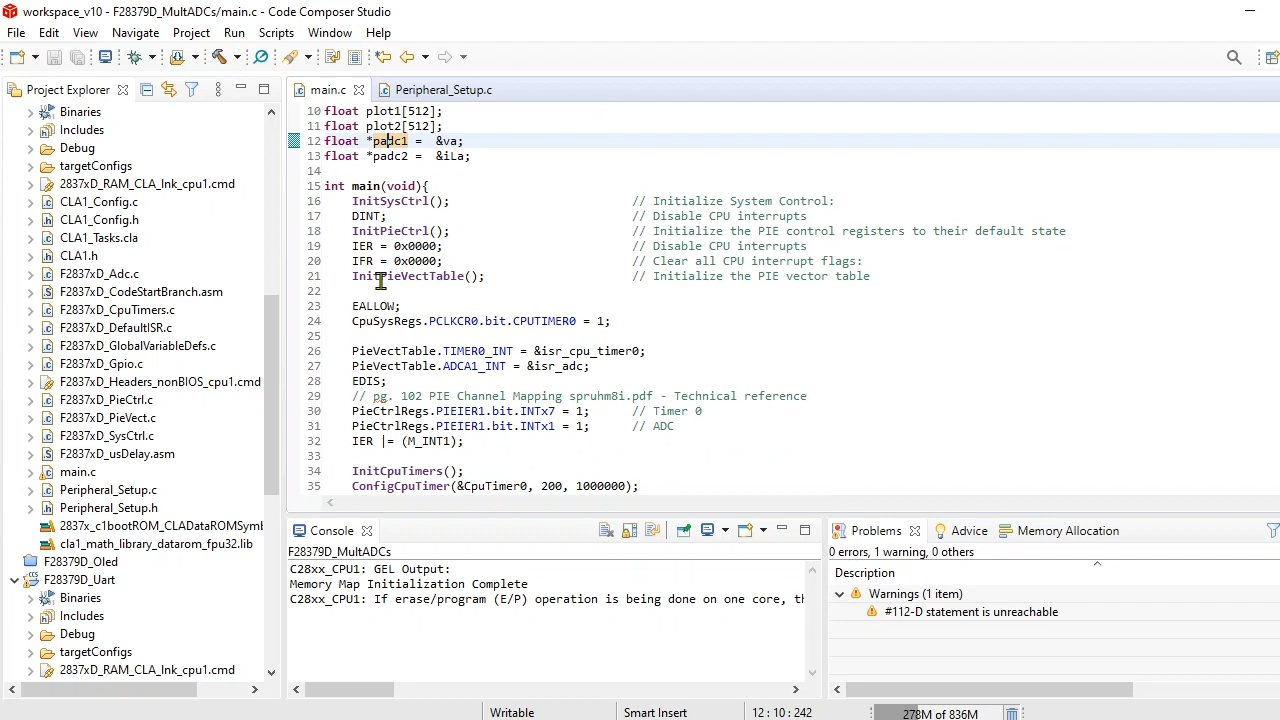 workspace_v10 - F28379D_MultADCs/main.c - Code Composer Studio
File Edit View Navigate Project Run Scripts Window Help
Project Explorer
main.c
Peripheral_Setup.c
Binaries
Includes
Debug
targetConfigs
2837xD_RAM_CLA_lnk_cpu1.cmd
CLA1_Config.c
CLA1_Config.h
CLA1_Tasks.cla
CLA1.h
F2837xD_Adc.c
F2837xD_CodeStartBranch.asm
F2837xD_CpuTimers.c
F2837xD_DefaultISR.c
F2837xD_GlobalVariableDefs.c
F2837xD_Gpio.c
F2837xD_Headers_nonBIOS_cpu1.cmd
F2837xD_PieCtrl.c
F2837xD_PieVect.c
F2837xD_SysCtrl.c
F2837xD_usDelay.asm
main.c
Peripheral_Setup.c
Peripheral_Setup.h
2837x_c1bootROM_CLADataROMSymb
cla1_math_library_datarom_fpu32.lib
F28379D_Oled
F28379D_Uart
Binaries
Includes
Debug
targetConfigs
2837xD_RAM_CLA_lnk_cpu1.cmd
10 float plot1[512];
11 float plot2[512];
12 float *padc1 = &va;
13 float *padc2 = &iLa;
14
15 int main(void){
16 InitSysCtrl(); // Initialize System Control:
17 DINT; // Disable CPU interrupts
18 InitPieCtrl(); // Initialize the PIE control registers to their default state
19 IER = 0x0000; // Disable CPU interrupts
20 IFR = 0x0000; // Clear all CPU interrupt flags:
21 InitPieVectTable(); // Initialize the PIE vector table
22
23 EALLOW;
24 CpuSysRegs.PCLKCR0.bit.CPUTIMER0 = 1;
25
26 PieVectTable.TIMER0_INT = &isr_cpu_timer0;
27 PieVectTable.ADCA1_INT = &isr_adc;
28 EDIS;
29 // pg. 102 PIE Channel Mapping spruhm8i.pdf - Technical reference
30 PieCtrlRegs.PIEIER1.bit.INTx7 = 1; // Timer 0
31 PieCtrlRegs.PIEIER1.bit.INTx1 = 1; // ADC
32 IER |= (M_INT1);
33
34 InitCpuTimers();
35 ConfigCpuTimer(&CpuTimer0, 200, 1000000);
Console
F28379D_MultADCs
C28xx_CPU1: GEL Output:
Memory Map Initialization Complete
C28xx_CPU1: If erase/program (E/P) operation is being done on one core, th
Problems Advice Memory Allocation
0 errors, 1 warning, 0 others
Description
Warnings (1 item)
#112-D statement is unreachable
Writable Smart Insert 12 : 10 : 242 278M of 836M